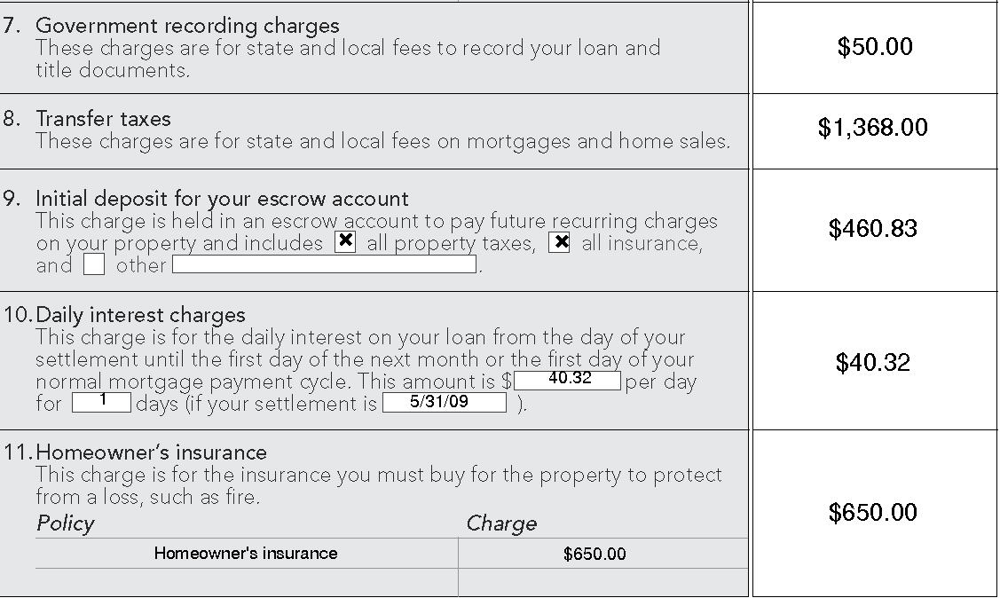 7. Government recording charges
These charges are for state and local fees to record your loan and
title documents.
$50.00
8. Transfer taxes
These charges are for state and local fees on mortgages and home sales.
$1,368.00
9. Initial deposit for your escrow account
This charge is held in an escrow account to pay future recurring charges
on your property and includes ✖ all property taxes, ✖ all insurance,
and ☐ other .
$460.83
10. Daily interest charges
This charge is for the daily interest on your loan from the day of your
settlement until the first day of the next month or the first day of your
normal mortgage payment cycle. This amount is $ 40.32 per day
for 1 days (if your settlement is 5/31/09 ).
$40.32
11. Homeowner's insurance
This charge is for the insurance you must buy for the property to protect
from a loss, such as fire.
Policy Charge
Homeowner's insurance $650.00
$650.00